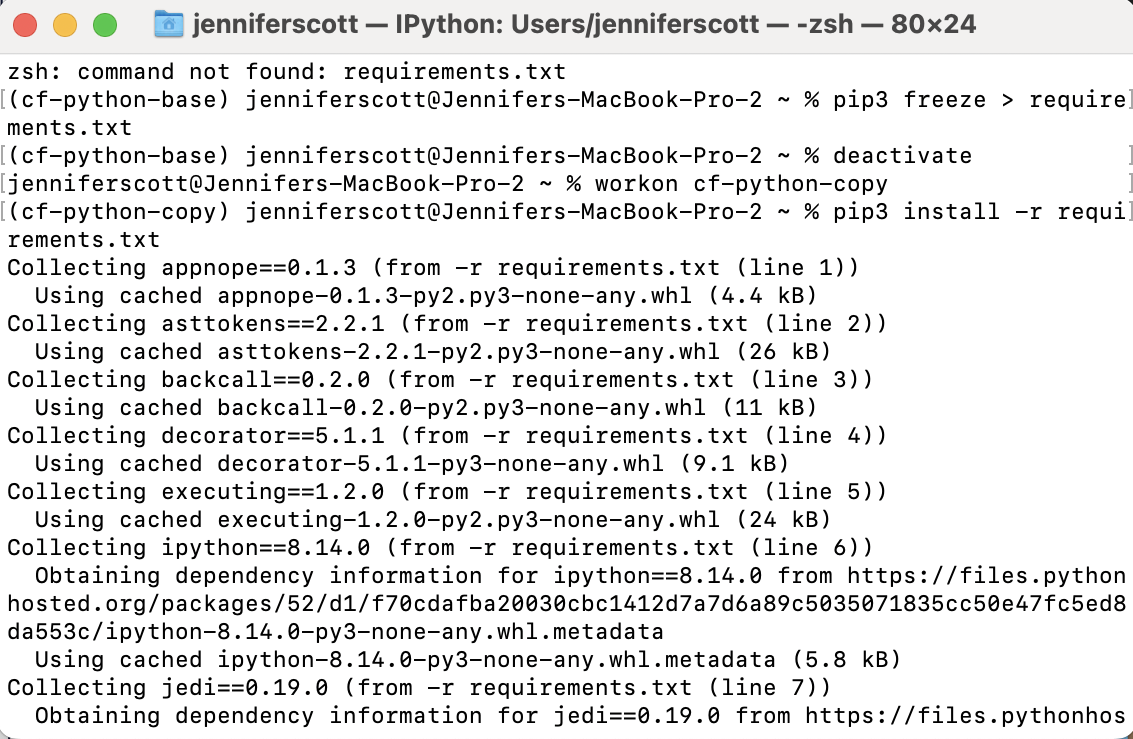 jenniferscott — IPython: Users/jenniferscott — -zsh — 80×24
zsh: command not found: requirements.txt
[(cf-python-base) jenniferscott@Jennifers-MacBook-Pro-2 ~ % pip3 freeze > require]
ments.txt
[(cf-python-base) jenniferscott@Jennifers-MacBook-Pro-2 ~ % deactivate ]
[jenniferscott@Jennifers-MacBook-Pro-2 ~ % workon cf-python-copy ]
[(cf-python-copy) jenniferscott@Jennifers-MacBook-Pro-2 ~ % pip3 install -r requi]
rements.txt
Collecting appnope==0.1.3 (from -r requirements.txt (line 1))
  Using cached appnope-0.1.3-py2.py3-none-any.whl (4.4 kB)
Collecting asttokens==2.2.1 (from -r requirements.txt (line 2))
  Using cached asttokens-2.2.1-py2.py3-none-any.whl (26 kB)
Collecting backcall==0.2.0 (from -r requirements.txt (line 3))
  Using cached backcall-0.2.0-py2.py3-none-any.whl (11 kB)
Collecting decorator==5.1.1 (from -r requirements.txt (line 4))
  Using cached decorator-5.1.1-py3-none-any.whl (9.1 kB)
Collecting executing==1.2.0 (from -r requirements.txt (line 5))
  Using cached executing-1.2.0-py2.py3-none-any.whl (24 kB)
Collecting ipython==8.14.0 (from -r requirements.txt (line 6))
  Obtaining dependency information for ipython==8.14.0 from https://files.python
hosted.org/packages/52/d1/f70cdafba20030cbc1412d7a7d6a89c5035071835cc50e47fc5ed8
da553c/ipython-8.14.0-py3-none-any.whl.metadata
  Using cached ipython-8.14.0-py3-none-any.whl.metadata (5.8 kB)
Collecting jedi==0.19.0 (from -r requirements.txt (line 7))
  Obtaining dependency information for jedi==0.19.0 from https://files.pythonhos